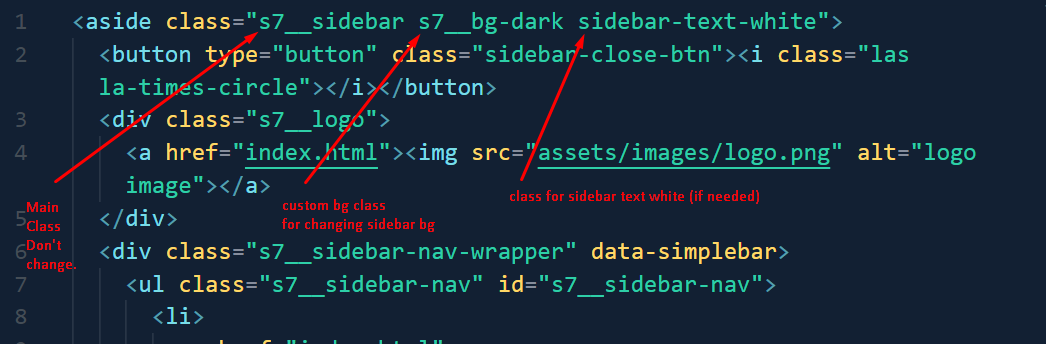 1 <aside class="s7__sidebar s7__bg-dark sidebar-text-white">
2 <button type="button" class="sidebar-close-btn"><i class="las
la-times-circle"></i></button>
3 <div class="s7__logo">
4 <a href="index.html"><img src="assets/images/logo.png" alt="logo
image"></a>
5 </div>
6 <div class="s7__sidebar-nav-wrapper" data-simplebar>
7 <ul class="s7__sidebar-nav" id="s7__sidebar-nav">
8 <li>
Main
Class
Don't
change.
custom bg class
for changing sidebar bg
class for sidebar text white (if needed)